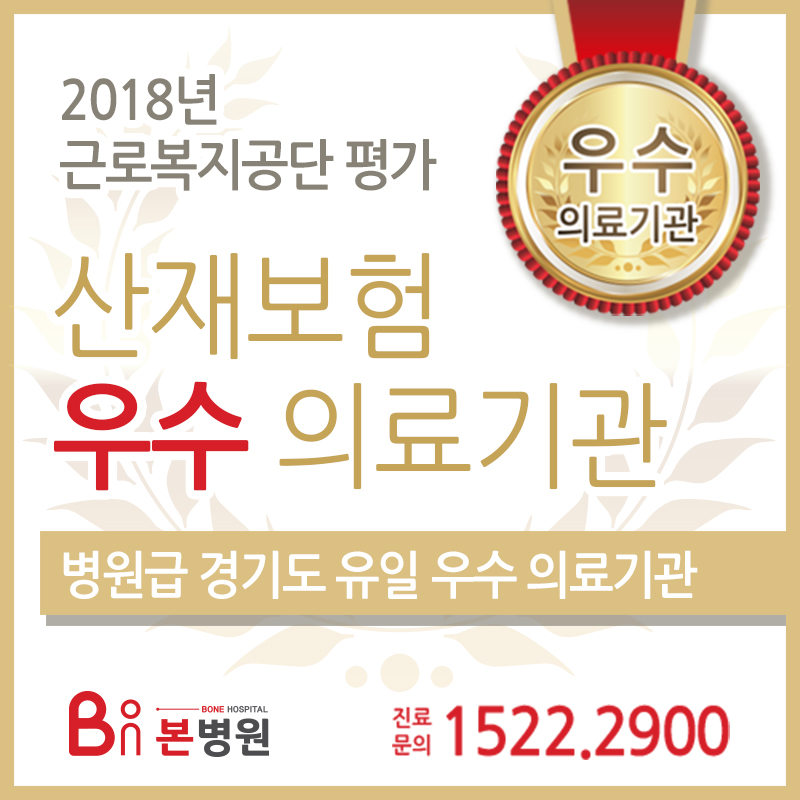 2018년
근로복지공단 평가
우수
의료기관
산재보험
우수 의료기관
병원급 경기도 유일 우수 의료기관
Bon
BONE HOSPITAL
본병원
진료
문의
1522.2900